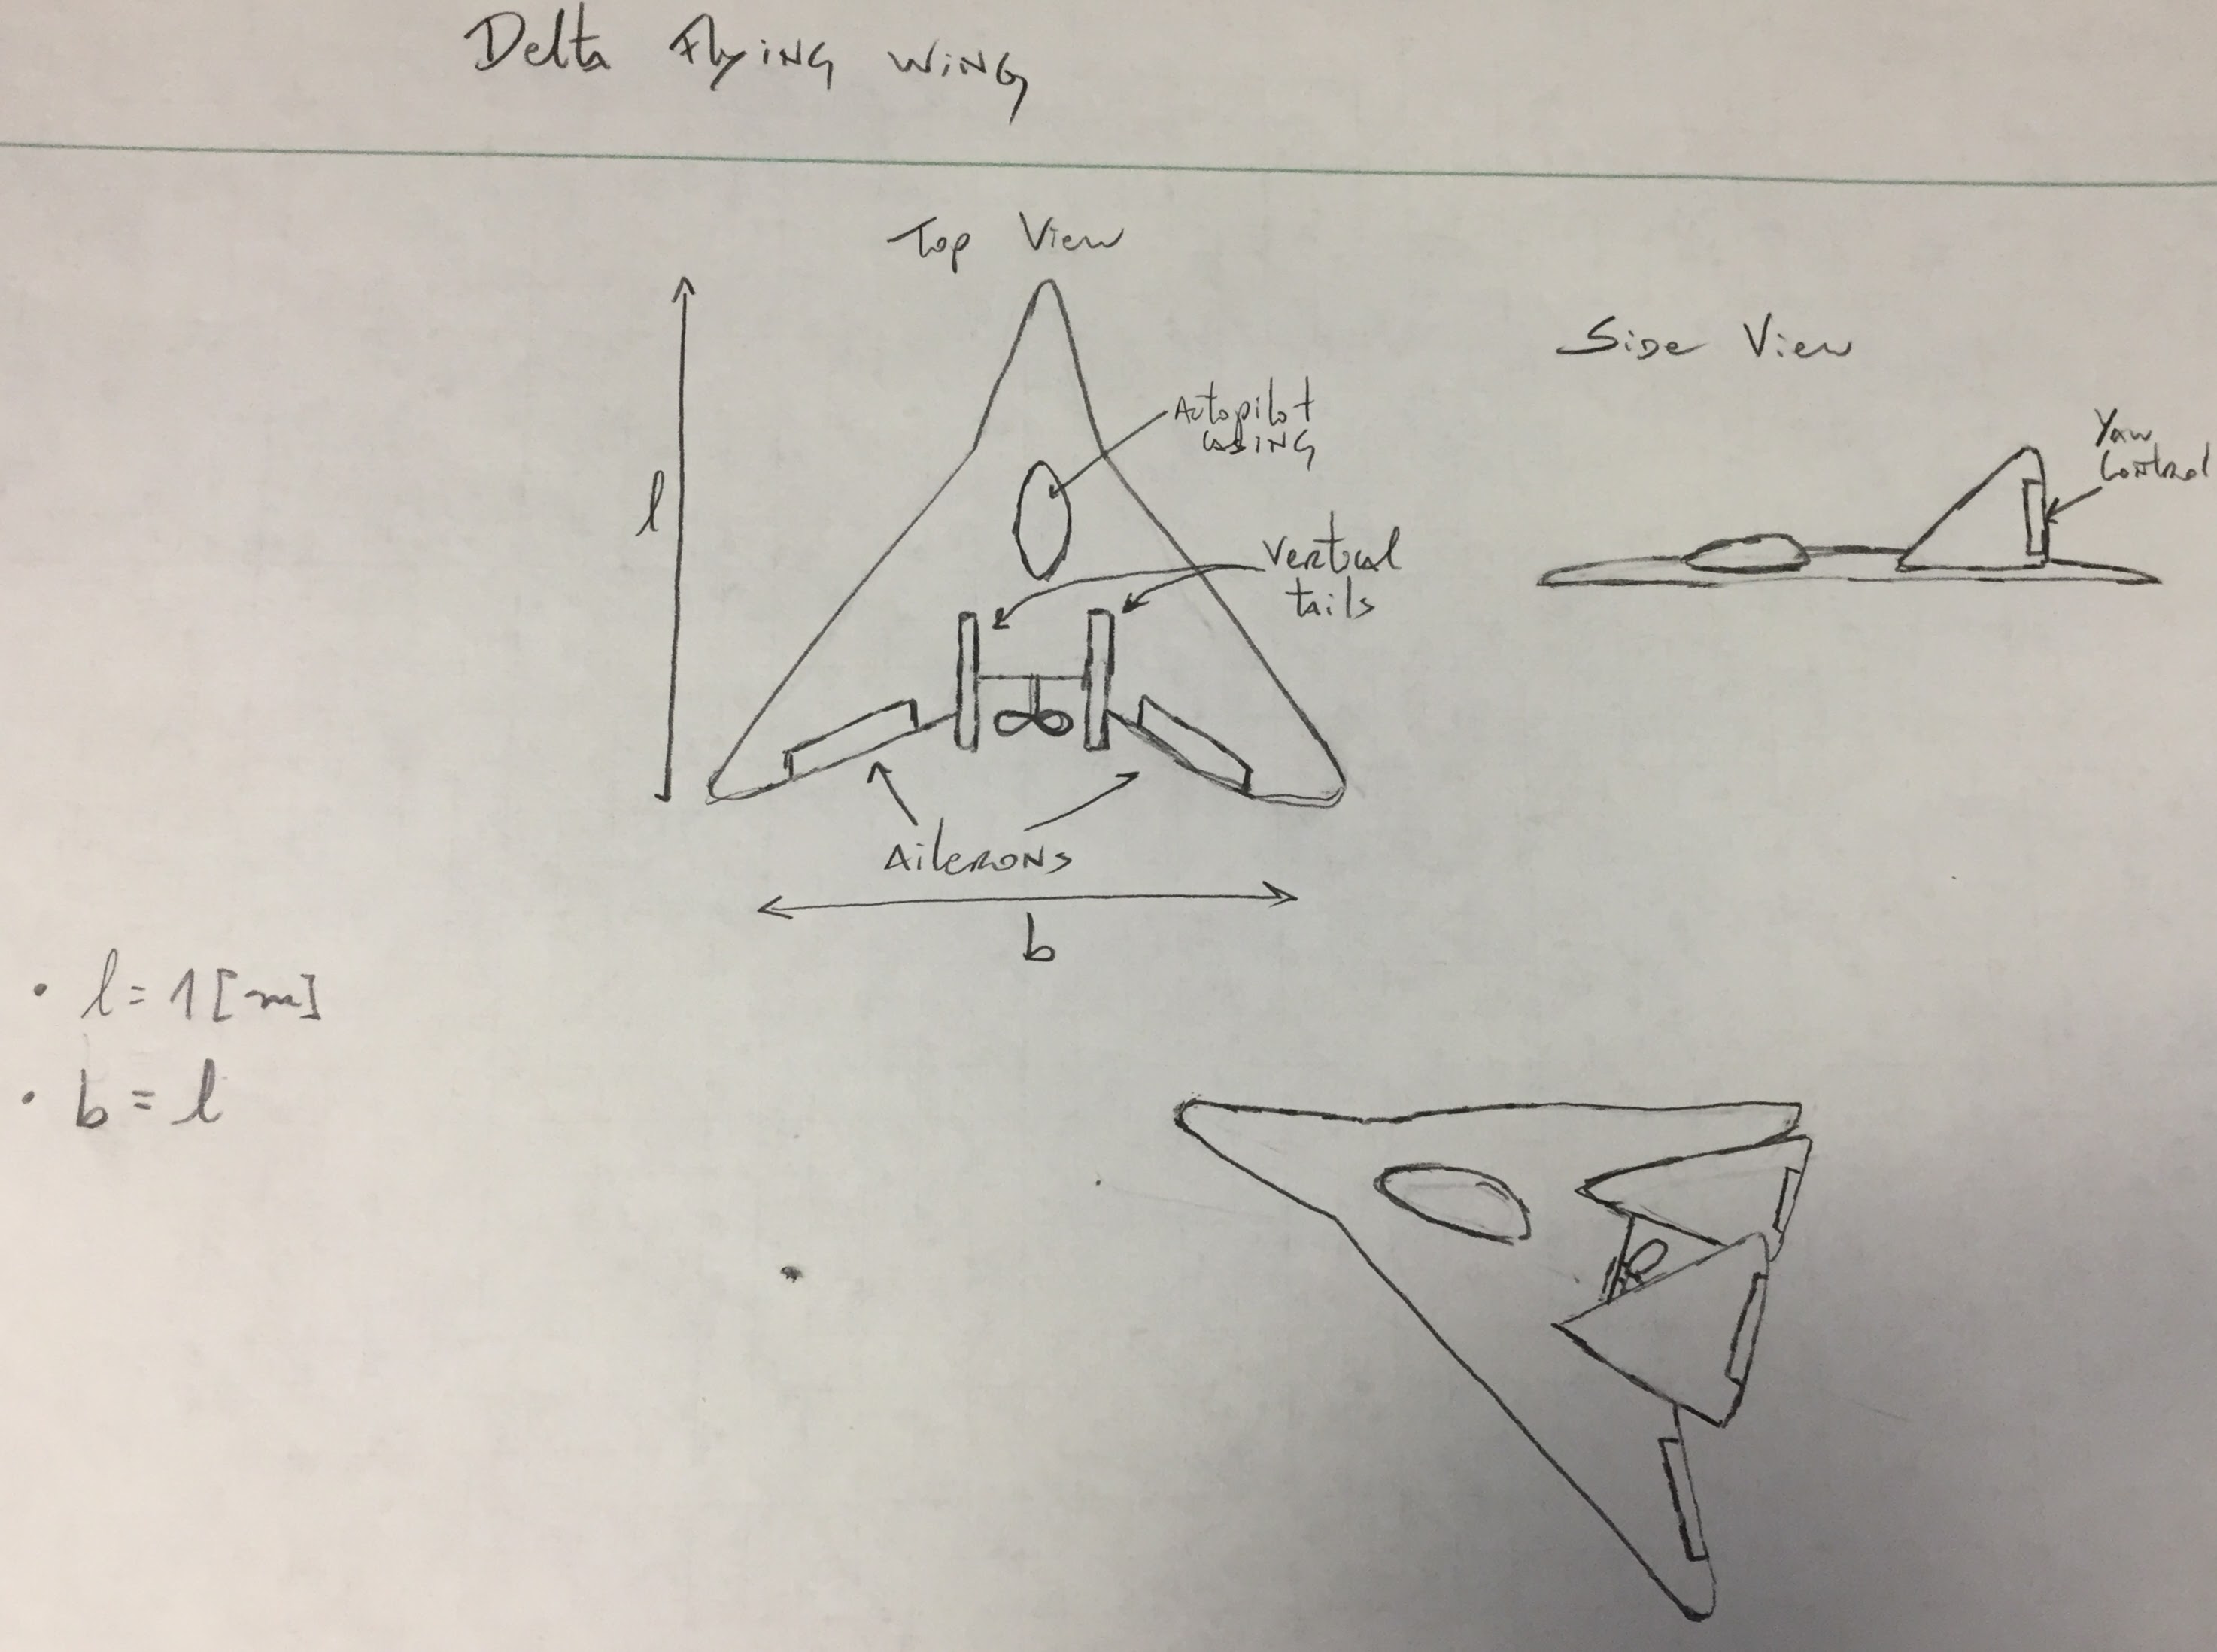 Delta Flying Wing
Top View
Side View
Autopilot
casing
Yaw
Control
l
Vertical
tails
Ailerons
b
• l = 1 [m]
• b = l